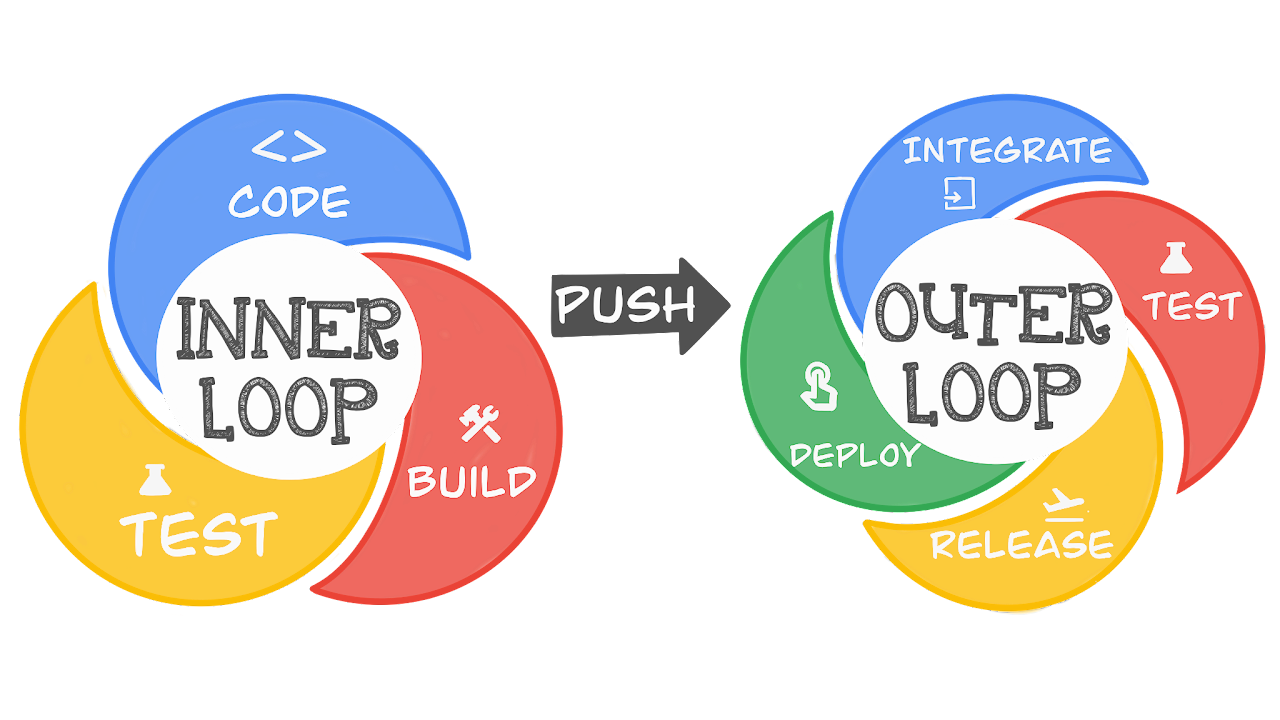 <> 
CODE
INNER
LOOP
BUILD
TEST
PUSH
INTEGRATE
TEST
OUTER
LOOP
DEPLOY
RELEASE